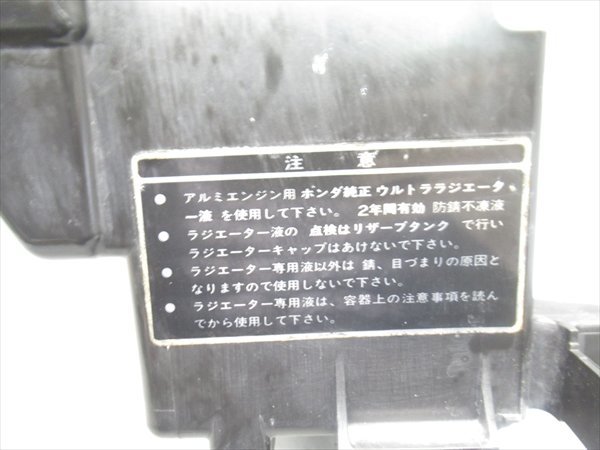 注意
● アルミエンジン用 ホンダ純正 ウルトララジエータ
ー液 を使用して下さい。 2年間有効 防錆不凍液
● ラジエーター液の 点検はリザーブタンク で行い
ラジエーターキャップはあけないで下さい。
● ラジエーター専用液以外は 錆、目づまりの原因と
なりますので使用しないで下さい。
● ラジエーター専用液は、容器上の注意事項を読ん
でから使用して下さい。